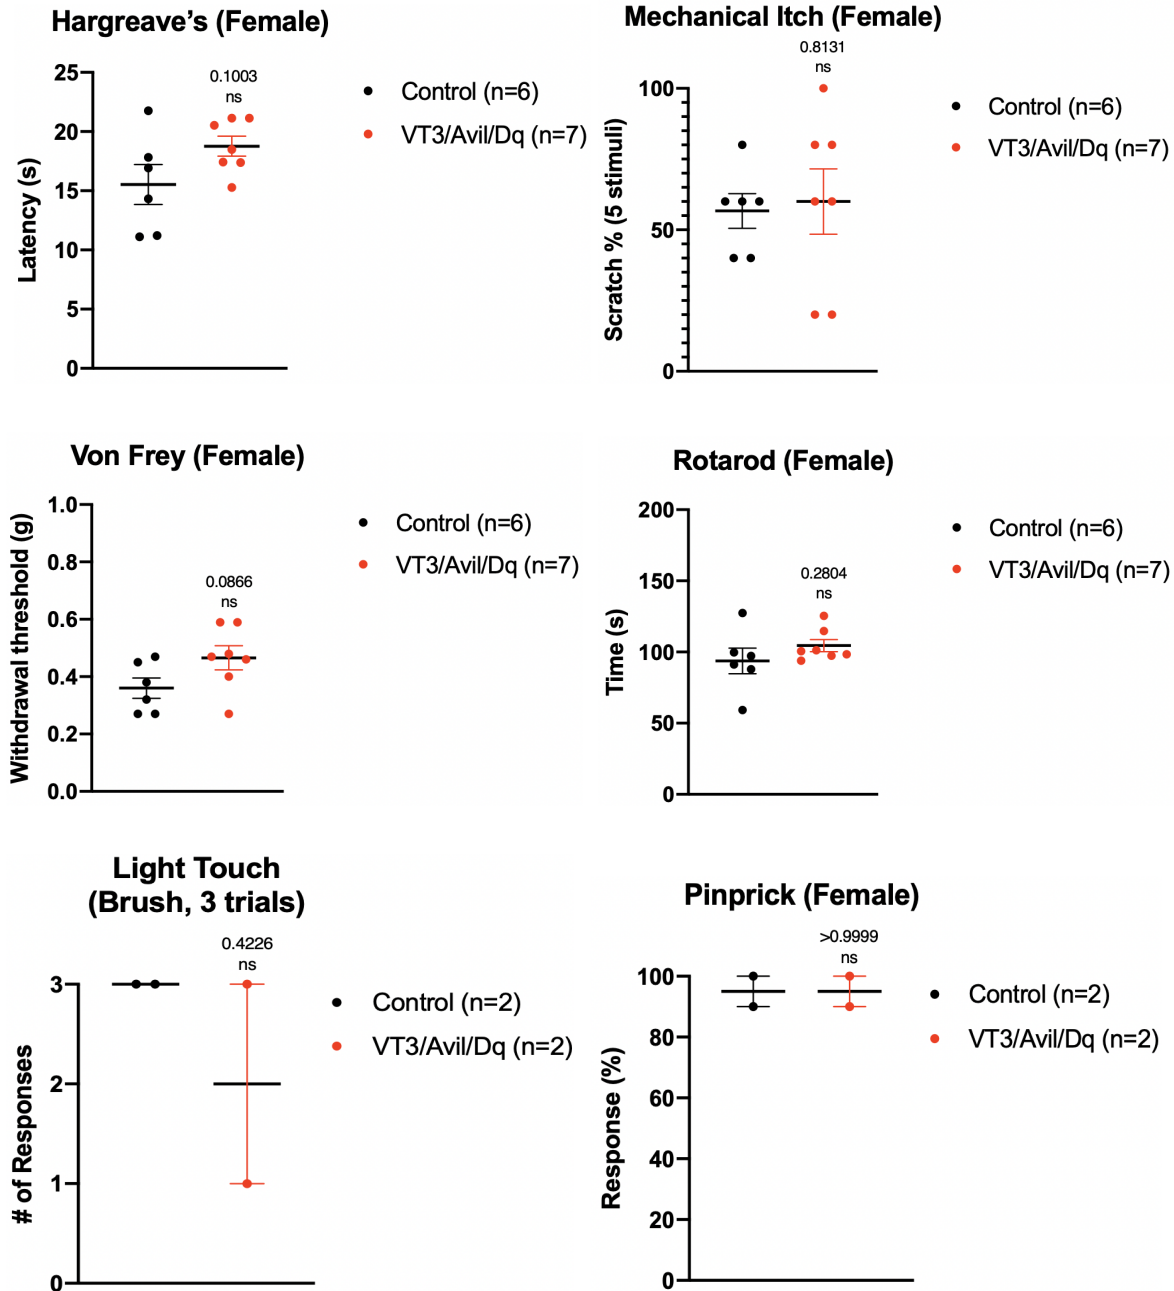 Hargreave's (Female)
0.1003
ns
25
20
15
10
5
0
Latency (s)
Control (n=6)
VT3/Avil/Dq (n=7)
Mechanical Itch (Female)
0.8131
ns
100
50
0
Scratch % (5 stimuli)
Control (n=6)
VT3/Avil/Dq (n=7)
Von Frey (Female)
1.0
0.8
0.6
0.4
0.2
0.0
Withdrawal threshold (g)
0.0866
ns
Control (n=6)
VT3/Avil/Dq (n=7)
Rotarod (Female)
200
150
100
50
0
Time (s)
0.2804
ns
Control (n=6)
VT3/Avil/Dq (n=7)
Light Touch
(Brush, 3 trials)
0.4226
ns
3
2
1
0
# of Responses
Control (n=2)
VT3/Avil/Dq (n=2)
Pinprick (Female)
>0.9999
ns
100
80
60
40
20
0
Response (%)
Control (n=2)
VT3/Avil/Dq (n=2)